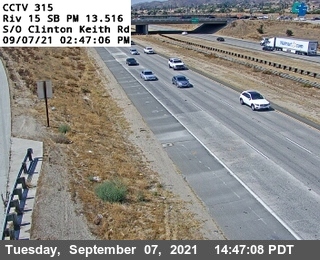 CCTV 315
Riv 15 SB PM 13.516
S/O Clinton Keith Rd
09/07/21 02:47:06 PM
Tuesday, September 07, 2021 14:47:08 PDT